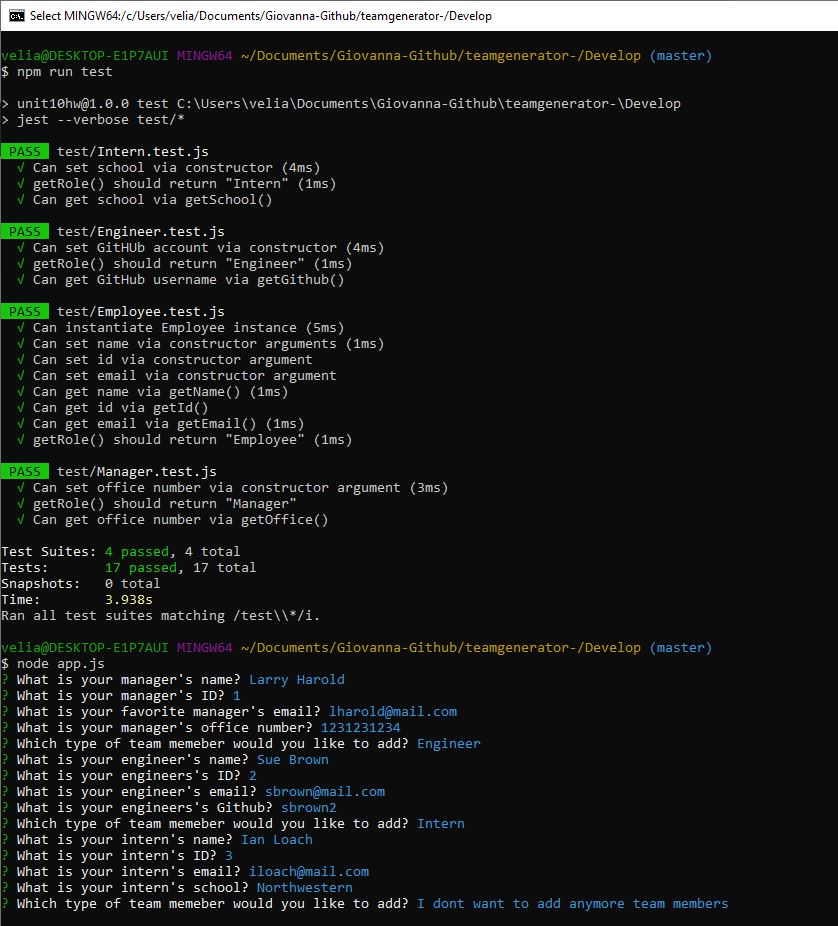 Select MINGW64:/c/Users/velia/Documents/Giovanna-Github/teamgenerator-/Develop
velia@DESKTOP-E1P7AUI MINGW64 ~/Documents/Giovanna-Github/teamgenerator-/Develop (master)
$ npm run test
> unit10hw@1.0.0 test C:\Users\velia\Documents\Giovanna-Github\teamgenerator-\Develop
> jest --verbose test/*
PASS test/Intern.test.js
√ Can set school via constructor (4ms)
√ getRole() should return "Intern" (1ms)
√ Can get school via getSchool()
PASS test/Engineer.test.js
√ Can set GitHUb account via constructor (4ms)
√ getRole() should return "Engineer" (1ms)
√ Can get GitHub username via getGithub()
PASS test/Employee.test.js
√ Can instantiate Employee instance (5ms)
√ Can set name via constructor arguments (1ms)
√ Can set id via constructor argument
√ Can set email via constructor argument
√ Can get name via getName() (1ms)
√ Can get id via getId()
√ Can get email via getEmail() (1ms)
√ getRole() should return "Employee" (1ms)
PASS test/Manager.test.js
√ Can set office number via constructor argument (3ms)
√ getRole() should return "Manager"
√ Can get office number via getOffice()
Test Suites: 4 passed, 4 total
Tests: 17 passed, 17 total
Snapshots: 0 total
Time: 3.938s
Ran all test suites matching /test\\*/i.
velia@DESKTOP-E1P7AUI MINGW64 ~/Documents/Giovanna-Github/teamgenerator-/Develop (master)
$ node app.js
? What is your manager's name? Larry Harold
? What is your manager's ID? 1
? What is your favorite manager's email? lharold@mail.com
? What is your manager's office number? 1231231234
? Which type of team memeber would you like to add? Engineer
? What is your engineer's name? Sue Brown
? What is your engineers's ID? 2
? What is your engineer's email? sbrown@mail.com
? What is your engineers's Github? sbrown2
? Which type of team memeber would you like to add? Intern
? What is your intern's name? Ian Loach
? What is your intern's ID? 3
? What is your intern's email? iloach@mail.com
? What is your intern's school? Northwestern
? Which type of team memeber would you like to add? I dont want to add anymore team members